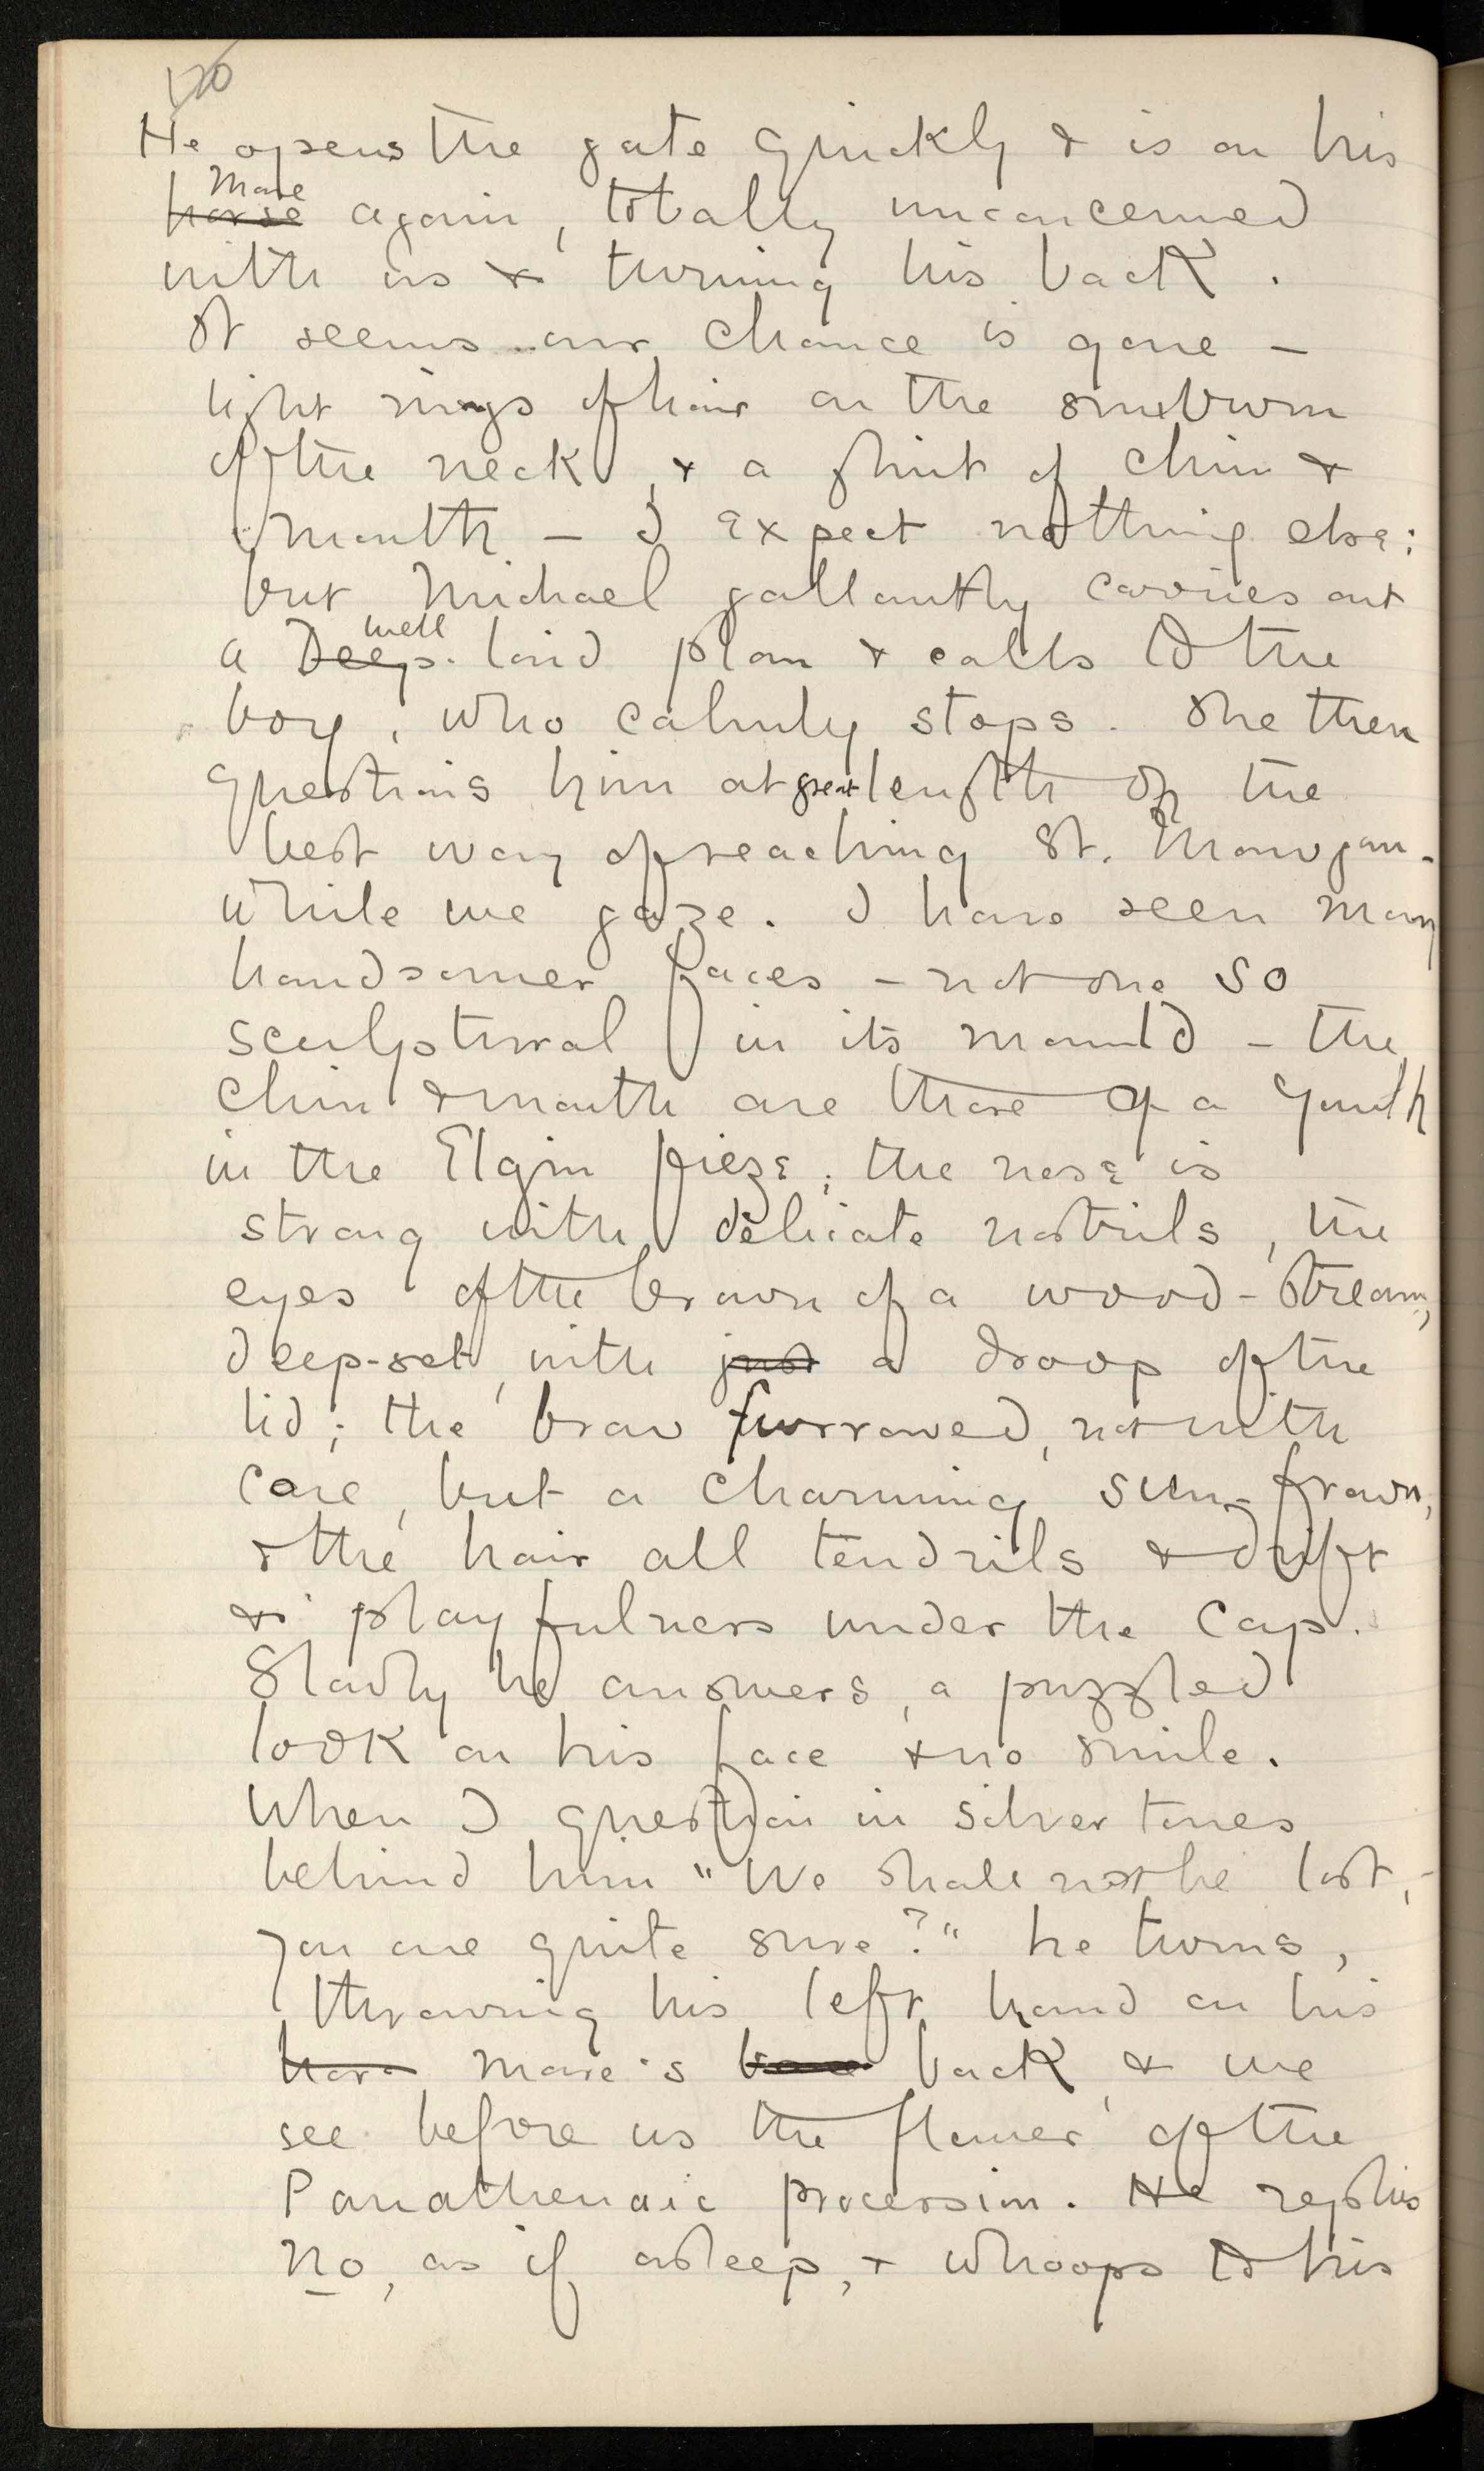 120
He opens the gate quickly & is on his
mare
horse again, totally unconcerned
with us & turning his back.
It seems our chance is gone –
light rings of hair on the sunburn
of the neck, & a glint of chin &
mouth – I expect nothing else:
but Michael gallantly carries out
well
a deep-laid plan & calls to the
boy, who calmly stops. She then
questions him at great length on the
best way of reaching St. Mawgan –
while we gaze. I have seen many
handsomer faces – not one so
sculptural in its mould – the
chin & mouth are those of a youth
in the Elgin frieze; the nose is
strong with delicate nostrils, the
eyes of the brown of a wood-stream,
deep-set, with just a droop of the
lid; the brow furrowed, not with
care, but a charming sun-frown,
& the hair all tendrils & drift
& playfulness under the cap.
Slowly he answers, a puzzled
look on his face & no smile.
When I question in silver tones
behind him "We shall not be lost, –
you are quite sure?" he turns,
throwing his left hand on his
mare's back, & we
see before us the flower of the
Panathenaic procession. He replies
No, as if asleep, & whoops to his